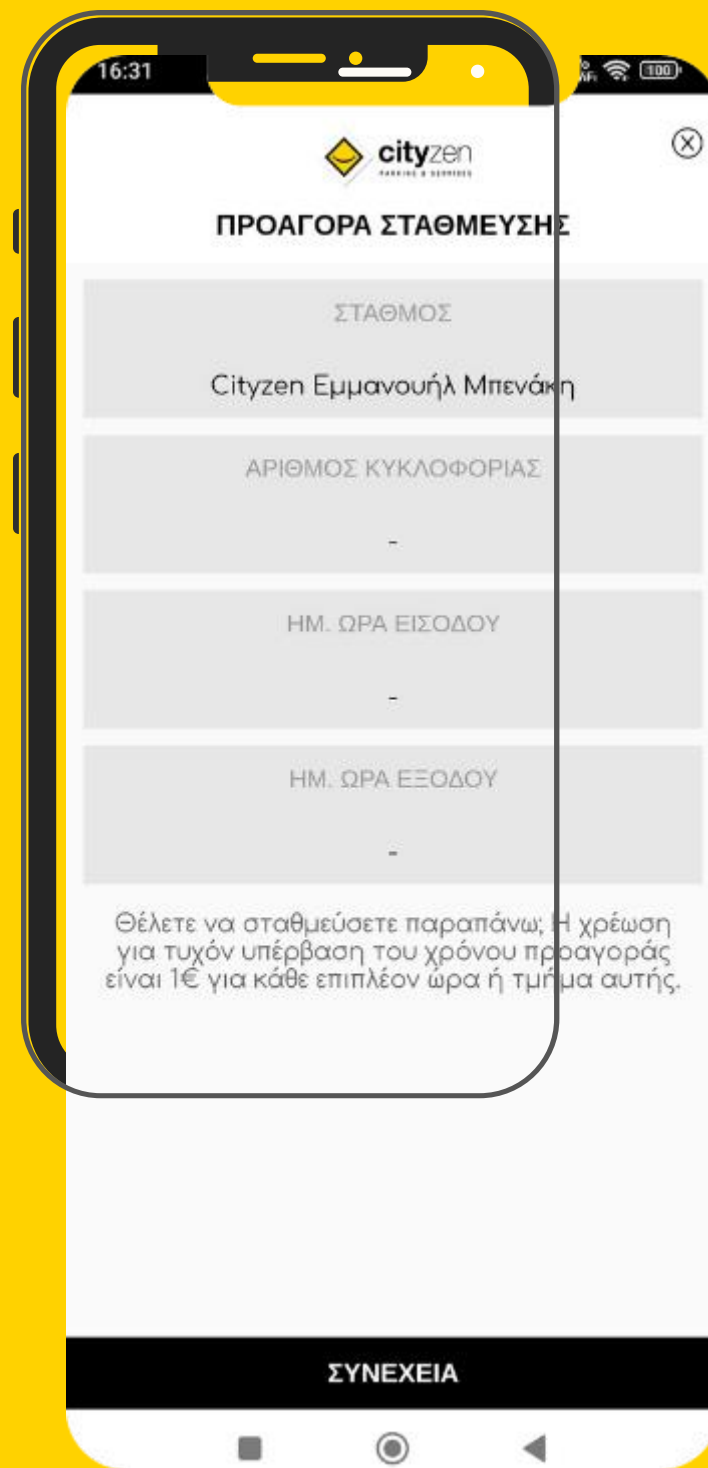 16:31
100
cityzen
PARKING & SERVICES
ΠΡΟΑΓΟΡΑ ΣΤΑΘΜΕΥΣΗΣ
ΣΤΑΘΜΟΣ
Cityzen Εμμανουήλ Μπενάκη
ΑΡΙΘΜΟΣ ΚΥΚΛΟΦΟΡΙΑΣ
-
ΗΜ. ΩΡΑ ΕΙΣΟΔΟΥ
-
ΗΜ. ΩΡΑ ΕΞΟΔΟΥ
-
Θέλετε να σταθμεύσετε παραπάνω; Η χρέωση
για τυχόν υπέρβαση του χρόνου προαγοράς
είναι 1€ για κάθε επιπλέον ώρα ή τμήμα αυτής.
ΣΥΝΕΧΕΙΑ